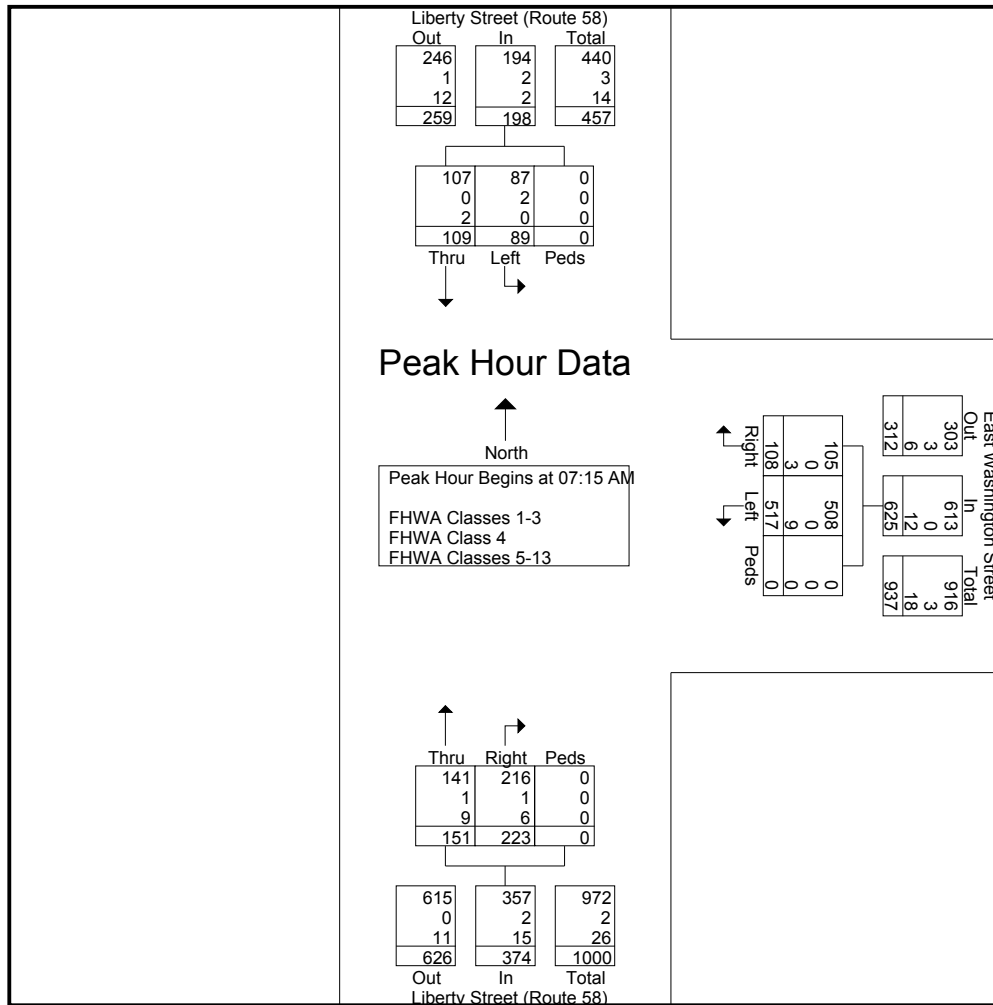 Liberty Street (Route 58)
Out In Total
246 194 440
1 2 3
12 2 14
259 198 457
107 87 0
0 2 0
2 0 0
109 89 0
Thru Left Peds
Peak Hour Data
North
Peak Hour Begins at 07:15 AM
FHWA Classes 1-3
FHWA Class 4
FHWA Classes 5-13
East Washington Street
Out In Total
303 613 916
3 0 3
6 12 18
312 625 937
105 508 0
0 0 0
3 9 0
108 517 0
Right Left Peds
Thru Right Peds
141 216 0
1 1 0
9 6 0
151 223 0
615 357 972
0 2 2
11 15 26
626 374 1000
Out In Total
Liberty Street (Route 58)